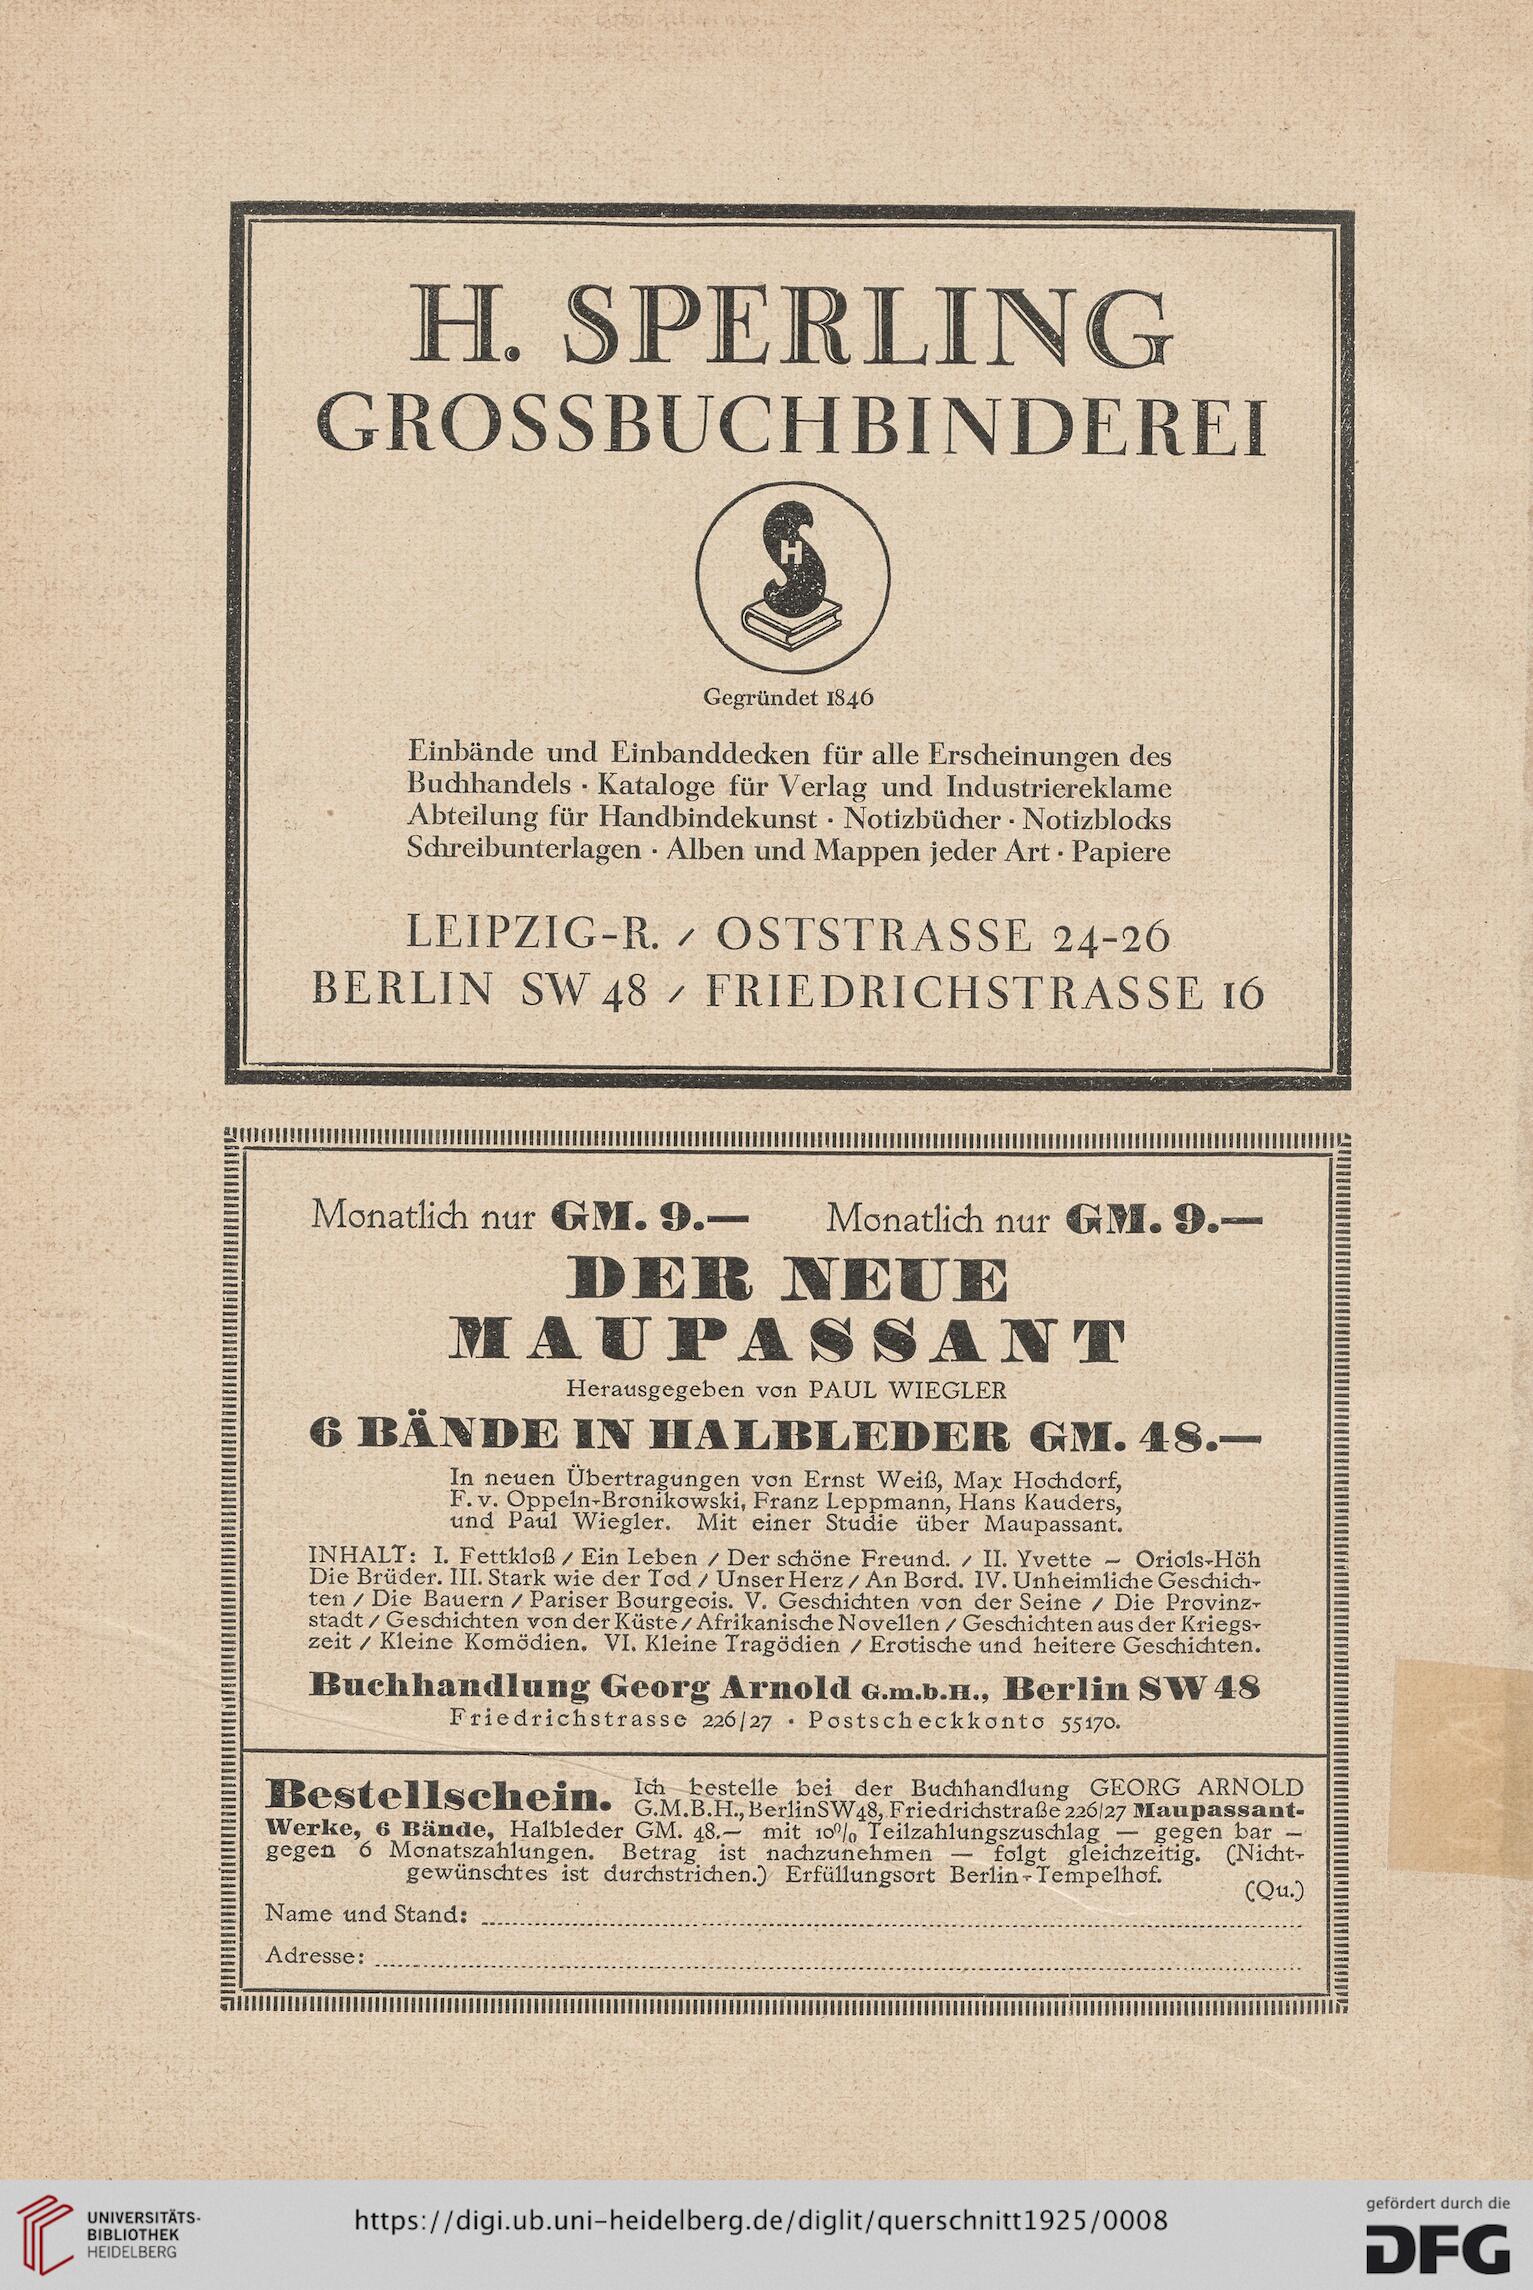 H. SPERLING
GROSSBUCHBINDEREI
H
Gegründet 1846
Einbände und Einbanddecken für alle Erscheinungen des
Buchhandels · Kataloge für Verlag und Industriereklame
Abteilung für Handbindekunst · Notizbücher · Notizblocks
Schreibunterlagen · Alben und Mappen jeder Art · Papiere
LEIPZIG-R. / OSTSTRASSE 24-26
BERLIN SW 48 / FRIEDRICHSTRASSE 16
Monatlich nur GM. 9.— Monatlich nur GM. 9.—
DER NEUE
MAUPASSANT
Herausgegeben von PAUL WIEGLER
6 BÄNDE IN HALBLEDER GM. 48.—
In neuen Übertragungen von Ernst Weiß, Max Hochdorf,
F. v. Oppeln-Bronikowski, Franz Leppmann, Hans Kauders,
und Paul Wiegler. Mit einer Studie über Maupassant.
INHALT: I. Fettkloß / Ein Leben / Der schöne Freund. / II. Yvette — Oriols-Höh
Die Brüder. III. Stark wie der Tod / Unser Herz / An Bord. IV. Unheimliche Geschich-
ten / Die Bauern / Pariser Bourgeois. V. Geschichten von der Seine / Die Provinz-
stadt / Geschichten von der Küste / Afrikanische Novellen / Geschichten aus der Kriegs-
zeit / Kleine Komödien. VI. Kleine Tragödien / Erotische und heitere Geschichten.
Buchhandlung Georg Arnold G.m.b.H., Berlin SW 48
Friedrichstrasse 226/27 · Postscheckkonto 55170.
Bestellschein. Ich bestelle bei der Buchhandlung GEORG ARNOLD
G.M.B.H., Berlin SW48, Friedrichstraße 226/27 Maupassant-
Werke, 6 Bände, Halbleder GM. 48.— mit 10% Teilzahlungszuschlag — gegen bar —
gegen 6 Monatszahlungen. Betrag ist nachzunehmen — folgt gleichzeitig. (Nicht-
gewünschtes ist durchstrichen.) Erfüllungsort Berlin-Tempelhof.
(Qu.)
Name und Stand:
Adresse:
UNIVERSITÄTS-
BIBLIOTHEK
HEIDELBERG
https://digi.ub.uni-heidelberg.de/diglit/querschnitt1925/0008
gefördert durch die
DFG